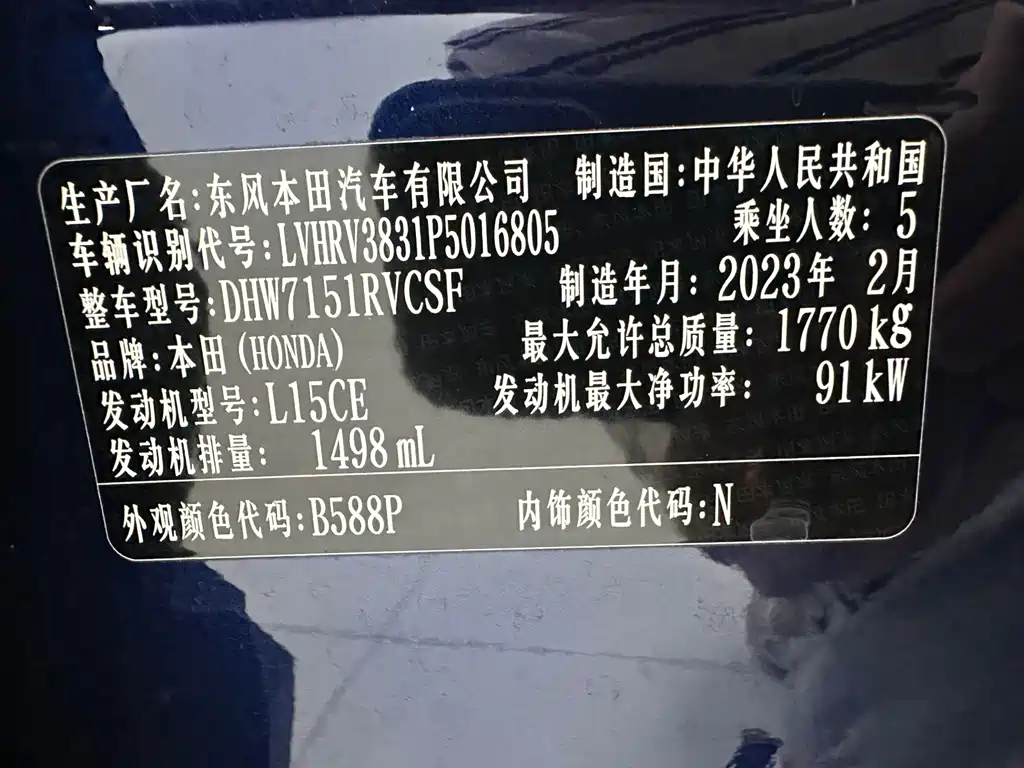 生产厂名:东风本田汽车有限公司 制造国:中华人民共和国
车辆识别代号:LVHRV3831P5016805 乘坐人数: 5
整车型号:DHW7151RVCSF 制造年月:2023年 2月
品牌:本田(HONDA) 最大允许总质量: 1770 kg
发动机型号:L15CE 发动机最大净功率: 91 kW
发动机排量: 1498 mL
外观颜色代码:B588P 内饰颜色代码:N